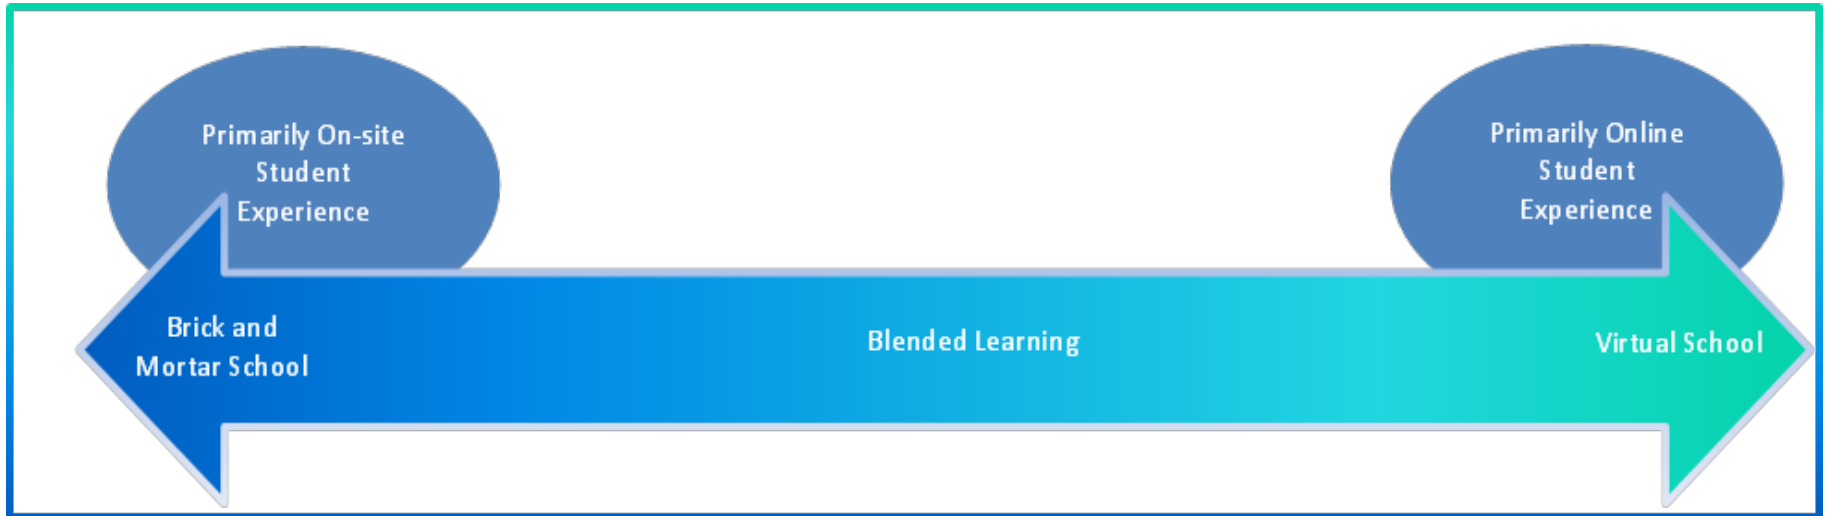 Primarily On-site
Student
Experience
Primarily Online
Student
Experience
Brick and
Mortar School
Blended Learning
Virtual School